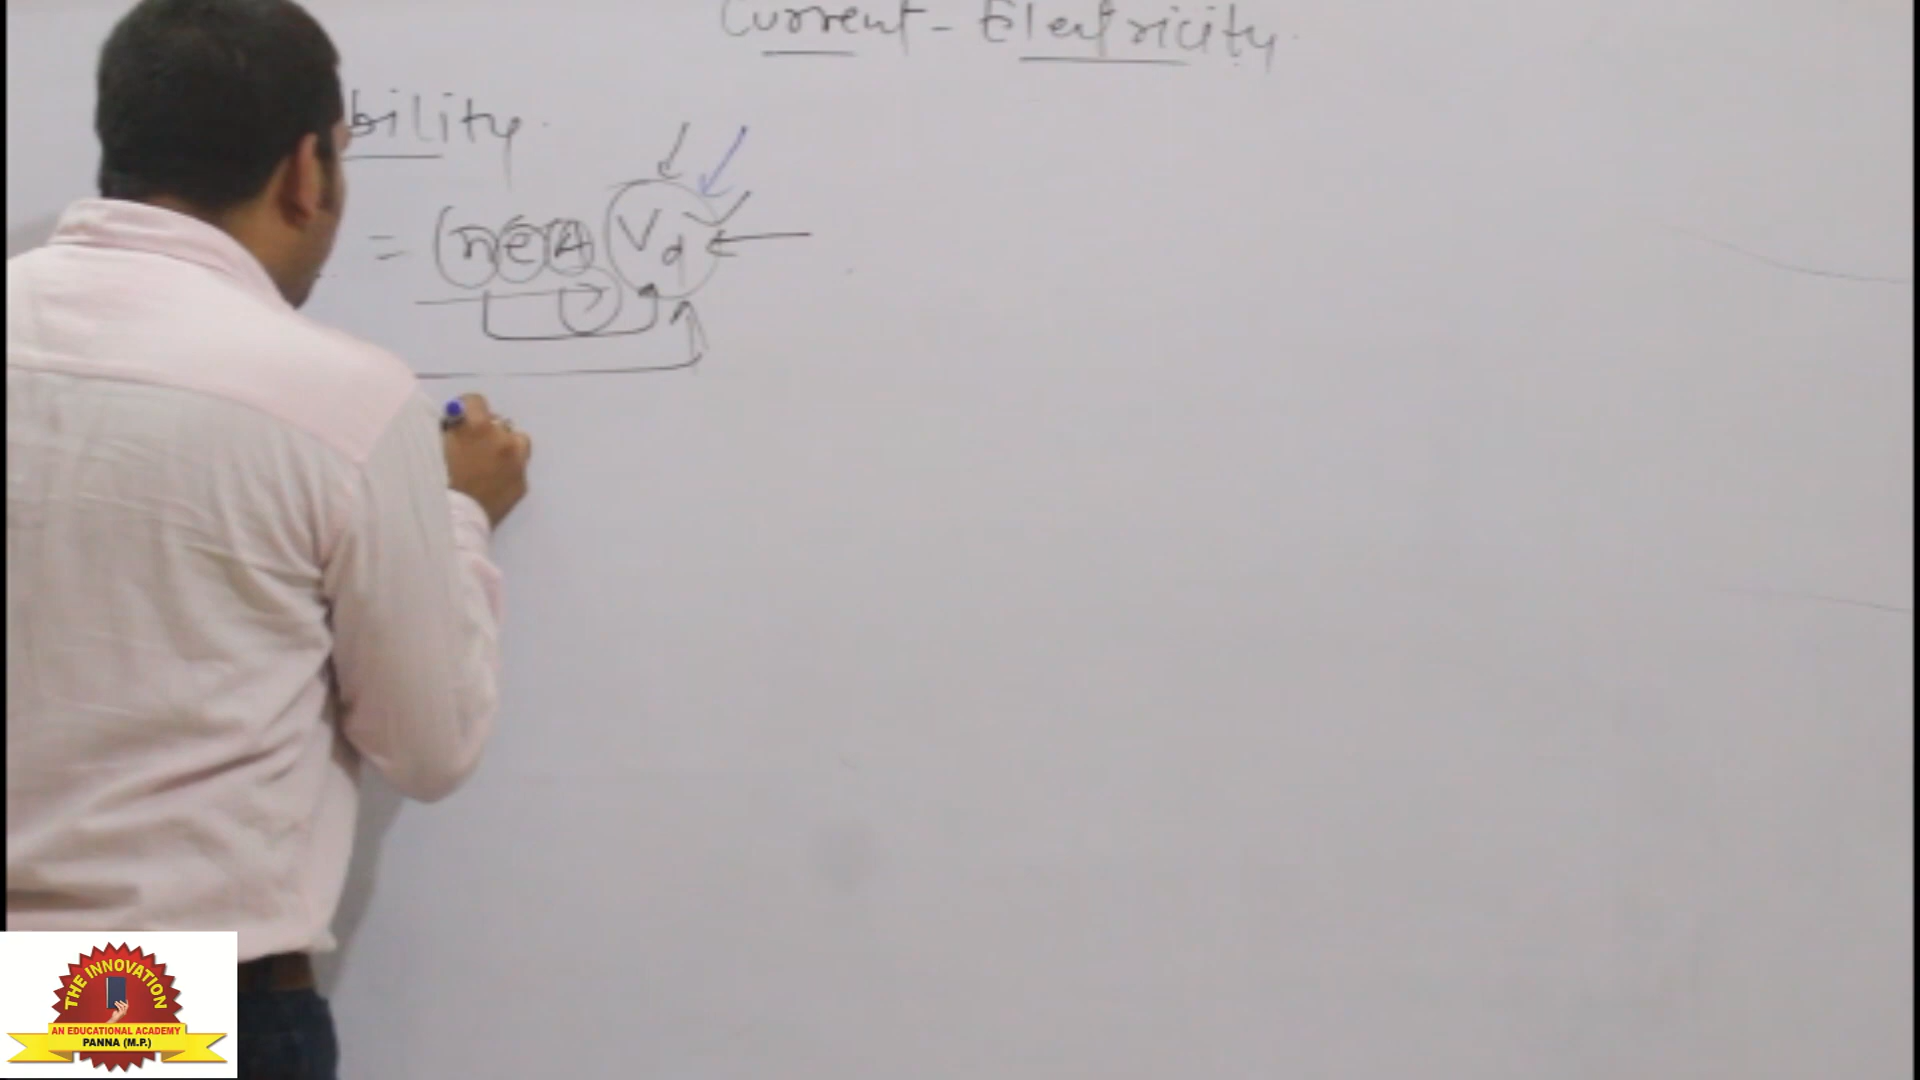 Current - Electricity
bility
= neA Vd
THE INNOVATION
AN EDUCATIONAL ACADEMY
PANNA (M.P.)